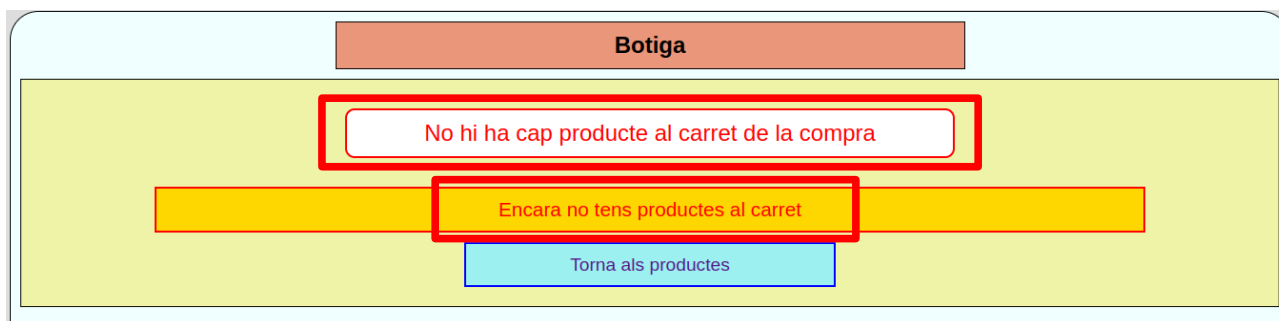 Botiga
No hi ha cap producte al carret de la compra
Encara no tens productes al carret
Torna als productes